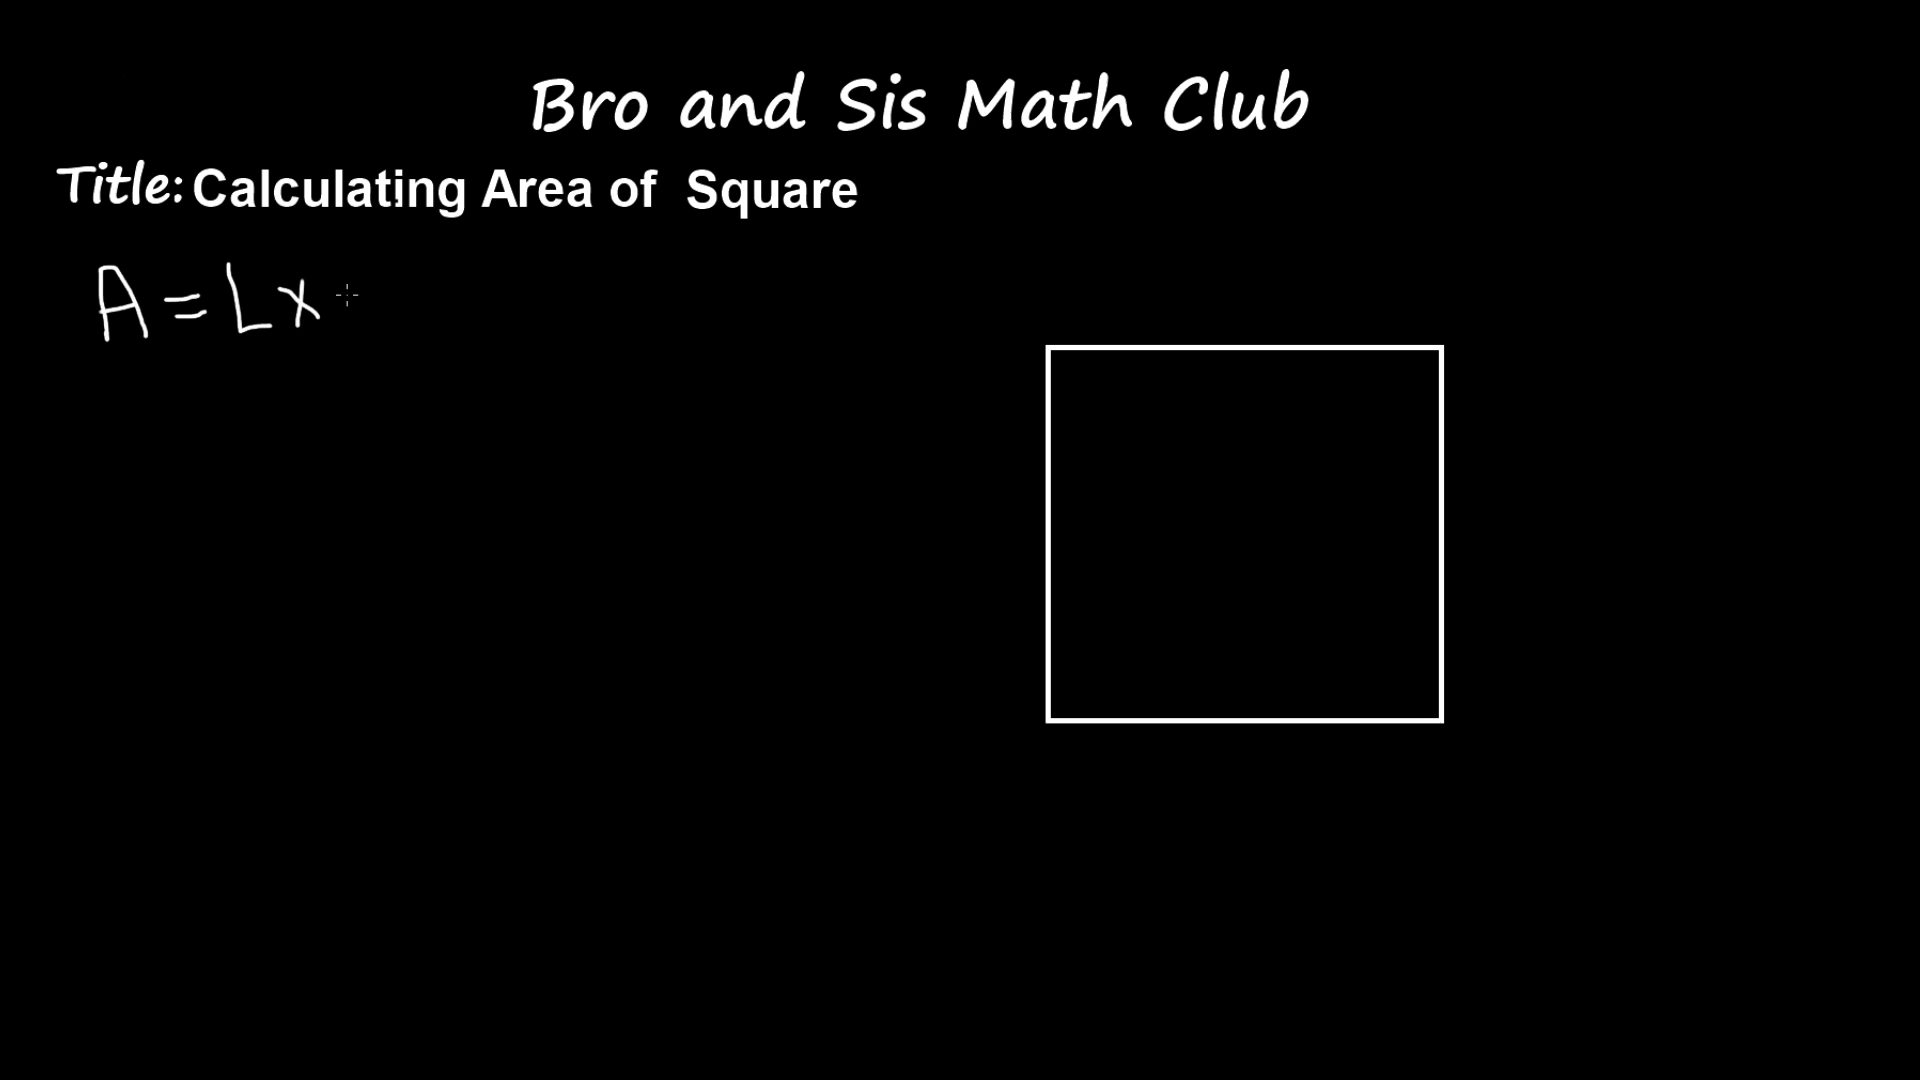 Bro and Sis Math Club
Title: Calculating Area of Square
A = L x